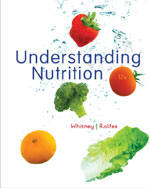 Understanding
Nutrition
12e
Whitney | Rolfes